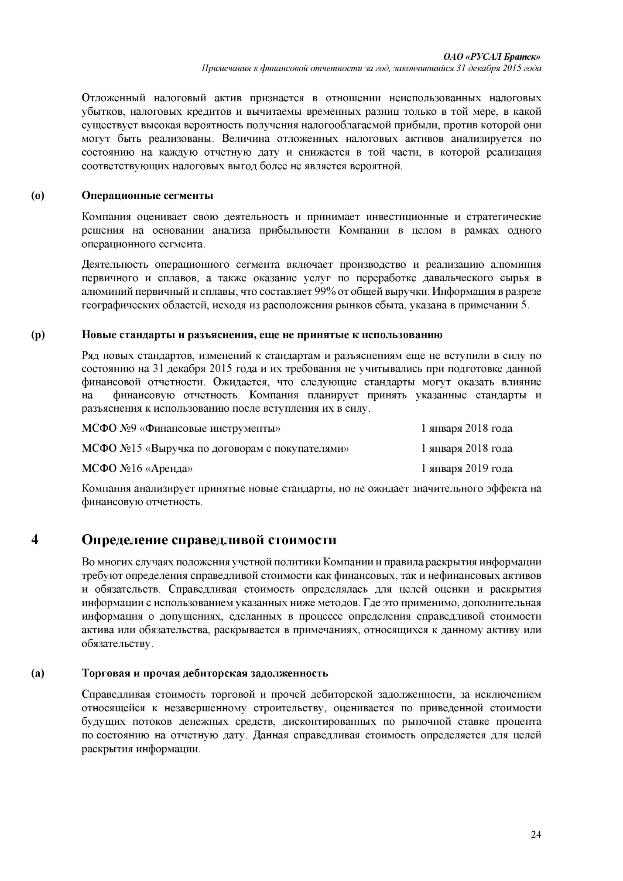 ОАО «РУСАЛ Братск»
Примечания к финансовой отчетности за год, закончившийся 31 декабря 2015 года
Отложенный налоговый актив признается в отношении неиспользованных налоговых
убытков, налоговых кредитов и вычитаемых временных разниц только в той мере, в какой
существует высокая вероятность получения налогооблагаемой прибыли, против которой они
могут быть реализованы. Величина отложенных налоговых активов анализируется по
состоянию на каждую отчетную дату и снижается в той части, в которой реализация
соответствующих налоговых выгод более не является вероятной.
(о) Операционные сегменты
Компания оценивает свою деятельность и принимает инвестиционные и стратегические
решения на основании анализа прибыльности Компании в целом в рамках одного
операционного сегмента.
Деятельность операционного сегмента включает производство и реализацию алюминия
первичного и сплавов, а также оказание услуг по переработке давальческого сырья в
алюминий первичный и сплавы, что составляет 99% от общей выручки. Информация в разрезе
географических областей, исходя из расположения рынков сбыта, указана в примечании 5.
(р) Новые стандарты и разъяснения, еще не принятые к использованию
Ряд новых стандартов, изменений к стандартам и разъяснениям еще не вступили в силу по
состоянию на 31 декабря 2015 года и их требования не учитывались при подготовке данной
финансовой отчетности. Ожидается, что следующие стандарты могут оказать влияние
на финансовую отчетность. Компания планирует принять указанные стандарты и
разъяснения к использованию после вступления их в силу.
МСФО №9 «Финансовые инструменты» 1 января 2018 года
МСФО №15 «Выручка по договорам с покупателями» 1 января 2018 года
МСФО №16 «Аренда» 1 января 2019 года
Компания анализирует принятые новые стандарты, но не ожидает значительного эффекта на
финансовую отчетность.
4 Определение справедливой стоимости
Во многих случаях положения учетной политики Компании и правила раскрытия информации
требуют определения справедливой стоимости как финансовых, так и нефинансовых активов
и обязательств. Справедливая стоимость определялась для целей оценки и раскрытия
информации с использованием указанных ниже методов. Где это применимо, дополнительная
информация о допущениях, сделанных в процессе определения справедливой стоимости
актива или обязательства, раскрывается в примечаниях, относящихся к данному активу или
обязательству.
(а) Торговая и прочая дебиторская задолженность
Справедливая стоимость торговой и прочей дебиторской задолженности, за исключением
относящейся к незавершенному строительству, оценивается по приведенной стоимости
будущих потоков денежных средств, дисконтированных по рыночной ставке процента
по состоянию на отчетную дату. Данная справедливая стоимость определяется для целей
раскрытия информации.
24